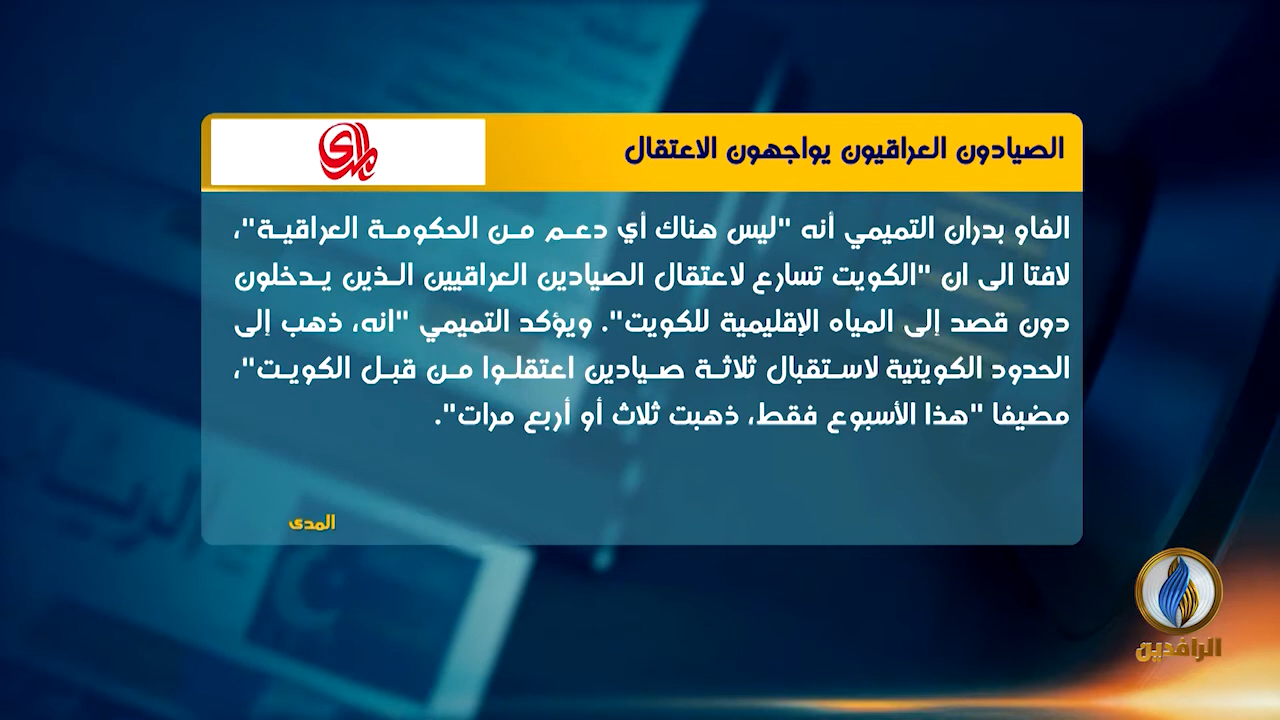 الصيادون العراقيون يواجهون الاعتقال
المدى
الفاو بدران التميمي أنه "ليس هناك أي دعم من الحكومة العراقية"،
لافتا الى ان "الكويت تسارع لاعتقال الصيادين العراقيين الذين يدخلون
دون قصد إلى المياه الإقليمية للكويت". ويؤكد التميمي "انه، ذهب إلى
الحدود الكويتية لاستقبال ثلاثة صيادين اعتقلوا من قبل الكويت"،
مضيفا "هذا الأسبوع فقط، ذهبت ثلاث أو أربع مرات".
المدى
الرافدين